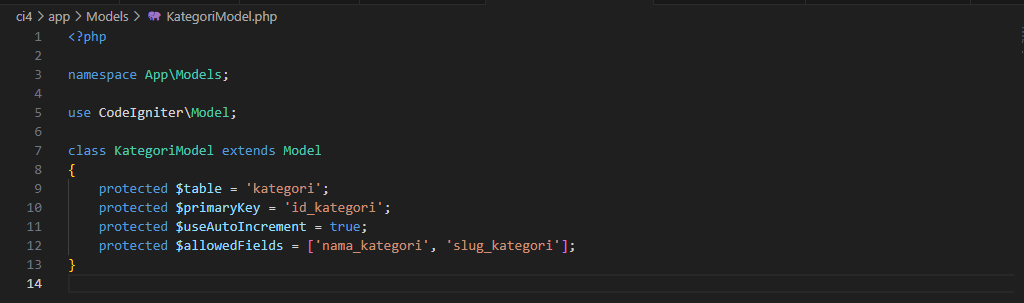 ci4 > app > Models > KategoriModel.php
1 <?php
2
3 namespace App\Models;
4
5 use CodeIgniter\Model;
6
7 class KategoriModel extends Model
8 {
9     protected $table = 'kategori';
10     protected $primaryKey = 'id_kategori';
11     protected $useAutoIncrement = true;
12     protected $allowedFields = ['nama_kategori', 'slug_kategori'];
13 }
14